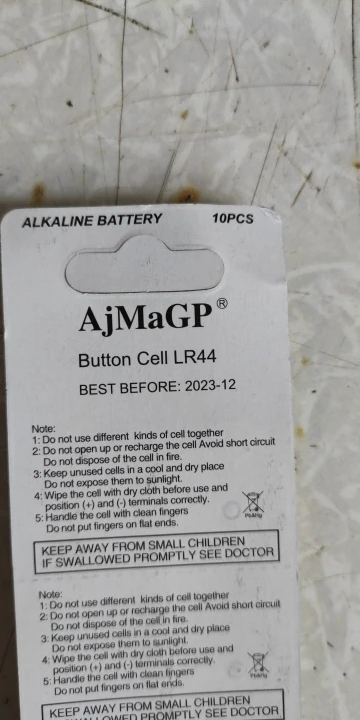 ALKALINE BATTERY 10PCS
AjMaGP®
Button Cell LR44
BEST BEFORE: 2023-12
Note:
1: Do not use different kinds of cell together
2: Do not open up or recharge the cell Avoid short circuit
Do not dispose of the cell in fire.
3: Keep unused cells in a cool and dry place
Do not expose them to sunlight.
4: Wipe the cell with dry cloth before use and
position (+) and (-) terminals correctly.
5: Handle the cell with clean fingers
Do not put fingers on flat ends.
PbAHg
KEEP AWAY FROM SMALL CHILDREN
IF SWALLOWED PROMPTLY SEE DOCTOR
Note:
1: Do not use different kinds of cell together
2: Do not open up or recharge the cell Avoid short circuit
Do not dispose of the cell in fire.
3: Keep unused cells in a cool and dry place
Do not expose them to sunlight.
4: Wipe the cell with dry cloth before use and
position (+) and (-) terminals correctly.
5: Handle the cell with clean fingers
Do not put fingers on flat ends.
PbAHg
KEEP AWAY FROM SMALL CHILDREN
SWALLOWED PROMPTLY SEE DOCTOR